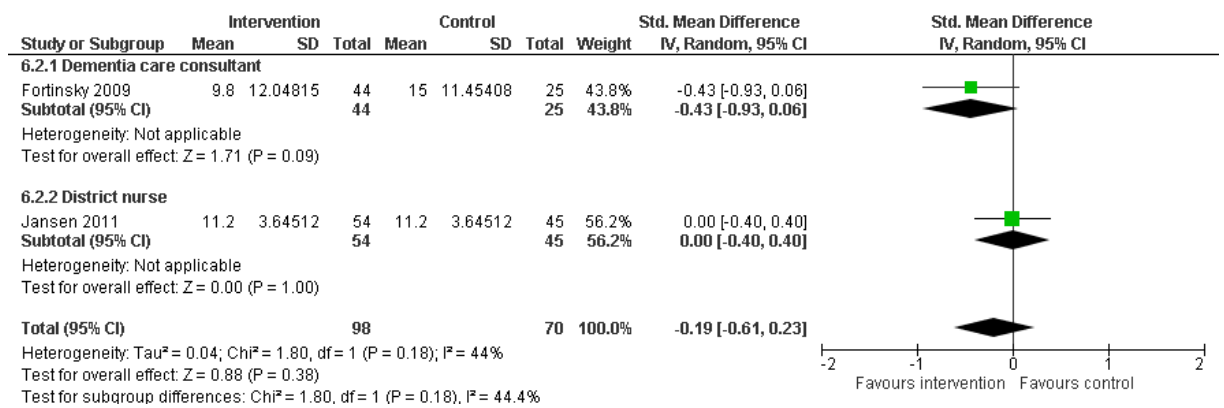 Intervention Control Std. Mean Difference Std. Mean Difference
Study or Subgroup Mean SD Total Mean SD Total Weight IV, Random, 95% CI IV, Random, 95% CI
6.2.1 Dementia care consultant
Fortinsky 2009 9.8 12.04815 44 15 11.45408 25 43.8% -0.43 [-0.93, 0.06]
Subtotal (95% CI) 44 25 43.8% -0.43 [-0.93, 0.06]
Heterogeneity: Not applicable
Test for overall effect: Z = 1.71 (P = 0.09)
6.2.2 District nurse
Jansen 2011 11.2 3.64512 54 11.2 3.64512 45 56.2% 0.00 [-0.40, 0.40]
Subtotal (95% CI) 54 45 56.2% 0.00 [-0.40, 0.40]
Heterogeneity: Not applicable
Test for overall effect: Z = 0.00 (P = 1.00)
Total (95% CI) 98 70 100.0% -0.19 [-0.61, 0.23]
Heterogeneity: Tau² = 0.04; Chi² = 1.80, df = 1 (P = 0.18); I² = 44%
Test for overall effect: Z = 0.88 (P = 0.38)
Test for subgroup differences: Chi² = 1.80, df = 1 (P = 0.18), I² = 44.4%
-2 -1 0 1 2
Favours intervention Favours control